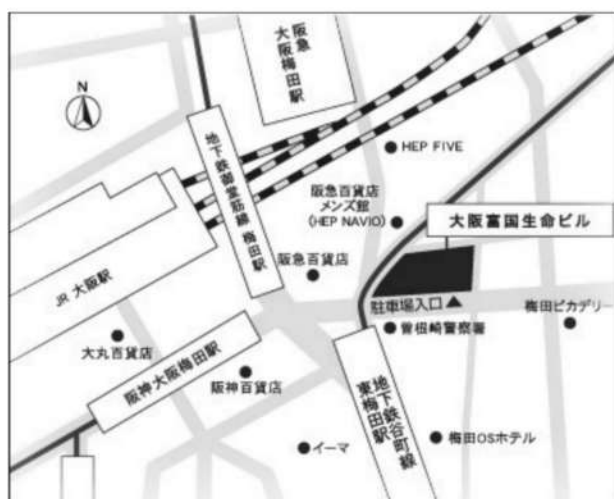 阪急
大阪梅田駅
N
地下鉄御堂筋線 梅田駅
HEP FIVE
阪急百貨店
メンズ館
(HEP NAVIO)
大阪富国生命ビル
JR 大阪駅
阪急百貨店
駐車場入口
梅田ピカデリー
曽根崎警察署
大丸百貨店
阪神大阪梅田駅
阪神百貨店
地下鉄谷町線
東梅田駅
イーマ
梅田OSホテル